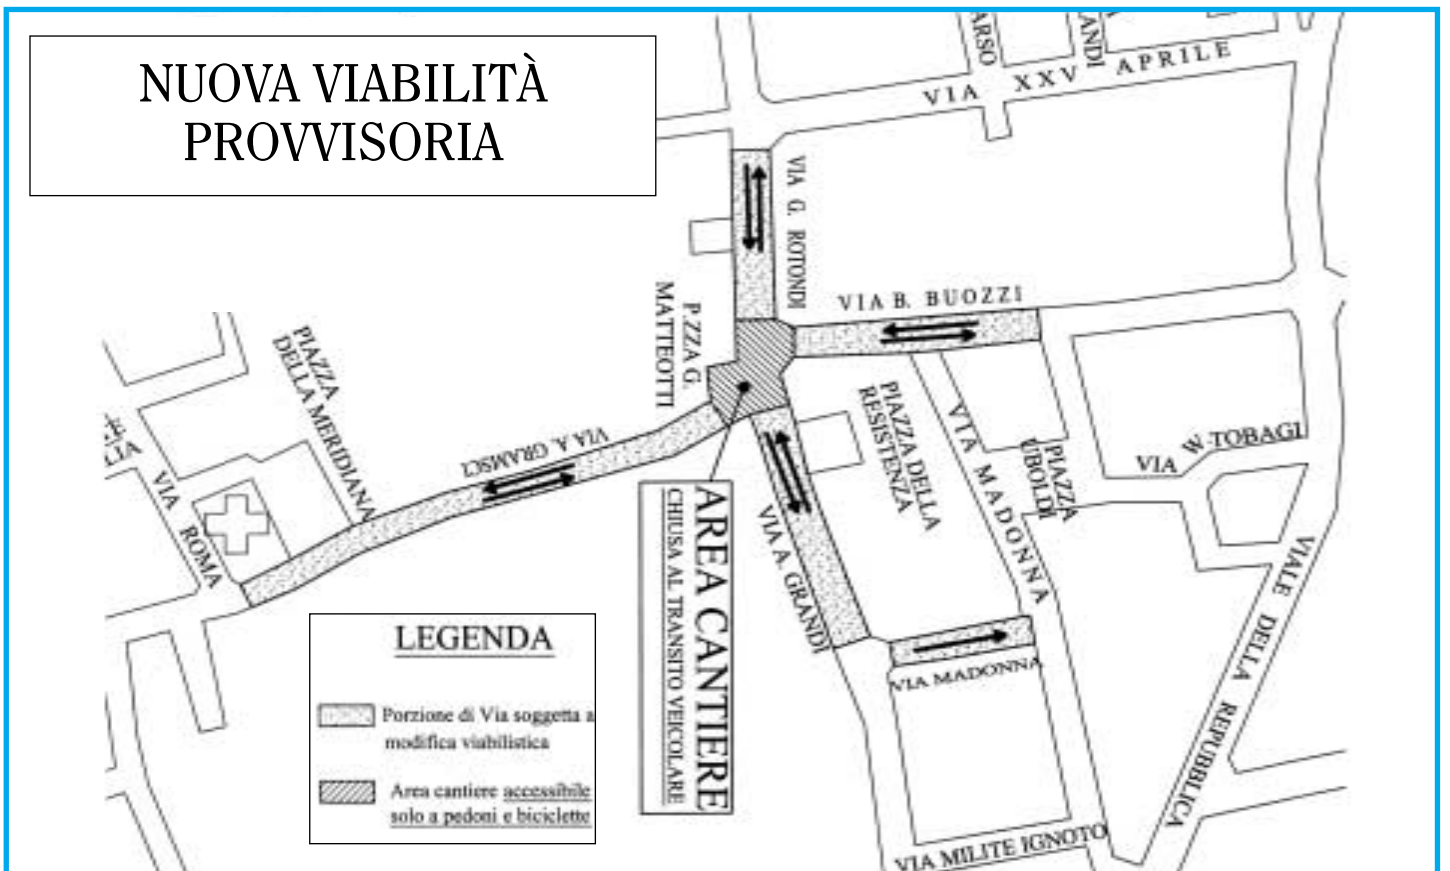 NUOVA VIABILITÀ
PROVVISORIA
ARSO
ANDI
VIA XXV APRILE
VIA G. ROTONDI
P.ZZA G.
MATTEOTTI
VIA B. BUOZZI
PIAZZA
DELLA MERIDIANA
VIA A. GRAMSCI
PIAZZA DELLA
RESISTENZA
VIA MADONNA
PIAZZA
UBOLDI
VIA W. TOBAGI
LIA
VIA ROMA
AREA CANTIERE
CHIUSA AL TRANSITO VEICOLARE
VIA A. GRANDI
VIA MADONNA
VIALE DELLA REPUBBLICA
VIA MILITE IGNOTO
LEGENDA
Porzione di Via soggetta a
modifica viabilistica
Area cantiere accessibile
solo a pedoni e biciclette